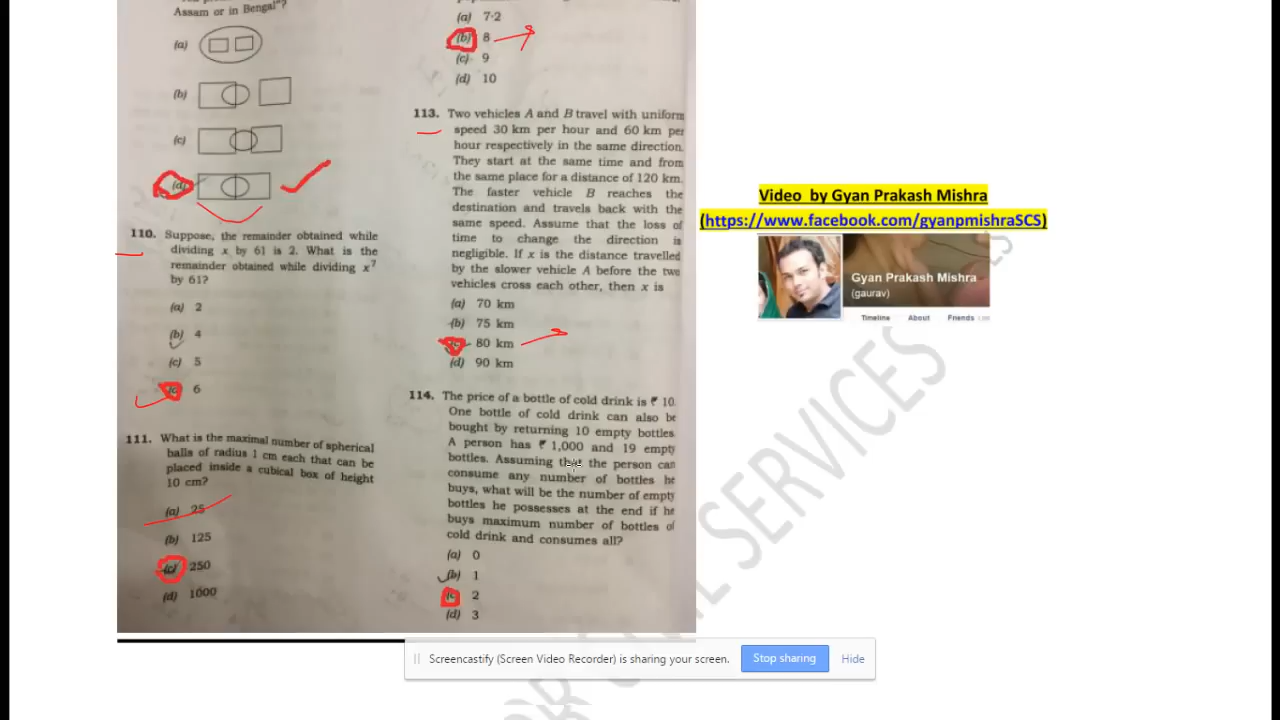 Assam or in Bengal"?
(a)
(b)
(c)
(d)
110. Suppose, the remainder obtained while
dividing x by 61 is 2. What is the
remainder obtained while dividing x⁷
by 61?
(a) 2
(b) 4
(c) 5
6
111. What is the maximal number of spherical
balls of radius 1 cm each that can be
placed inside a cubical box of height
10 cm?
(a) 25
(b) 125
(c) 250
(d) 1000
(a) 7·2
(b) 8
(c) 9
(d) 10
113. Two vehicles A and B travel with uniform
speed 30 km per hour and 60 km per
hour respectively in the same direction.
They start at the same time and from
the same place for a distance of 120 km.
The faster vehicle B reaches the
destination and travels back with the
same speed. Assume that the loss of
time to change the direction is
negligible. If x is the distance travelled
by the slower vehicle A before the two
vehicles cross each other, then x is
(a) 70 km
(b) 75 km
80 km
(d) 90 km
114. The price of a bottle of cold drink is ₹ 10.
One bottle of cold drink can also be
bought by returning 10 empty bottles.
A person has ₹ 1,000 and 19 empty
bottles. Assuming that the person can
consume any number of bottles he
buys, what will be the number of empty
bottles he possesses at the end if he
buys maximum number of bottles of
cold drink and consumes all?
(a) 0
(b) 1
(c) 2
(d) 3
Video by Gyan Prakash Mishra
(https://www.facebook.com/gyanpmishraSCS)
Gyan Prakash Mishra
(gaurav)
Timeline About Friends
SERVICES
Screencastify (Screen Video Recorder) is sharing your screen. Stop sharing Hide